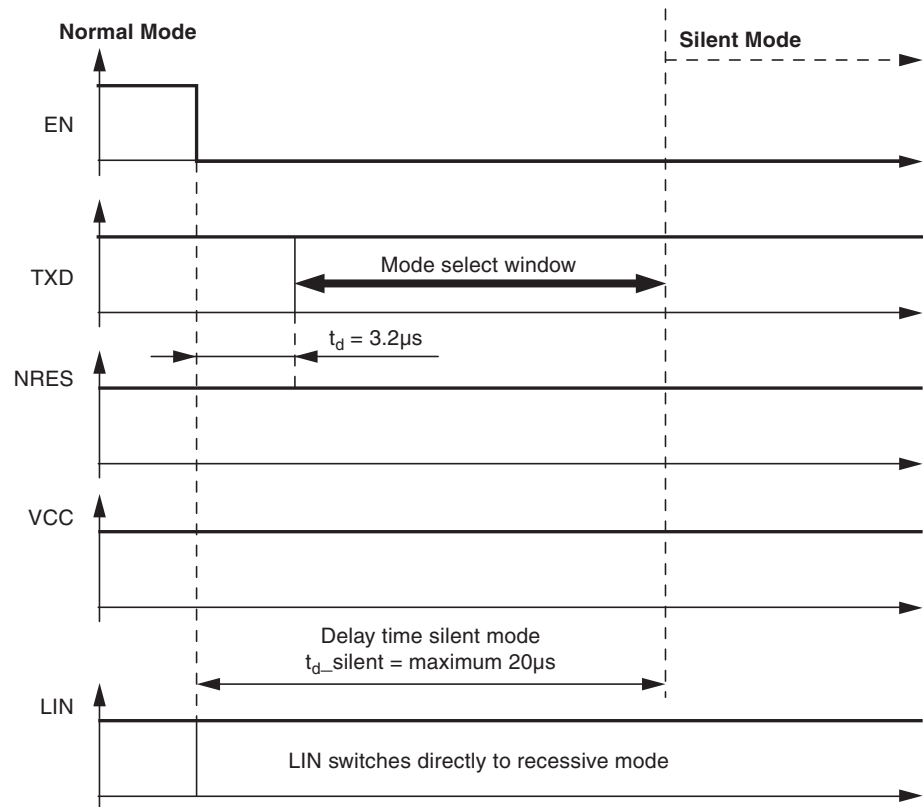 Normal Mode
Silent Mode
EN
TXD
Mode select window
t_d = 3.2µs
NRES
VCC
Delay time silent mode
t_d_silent = maximum 20µs
LIN
LIN switches directly to recessive mode